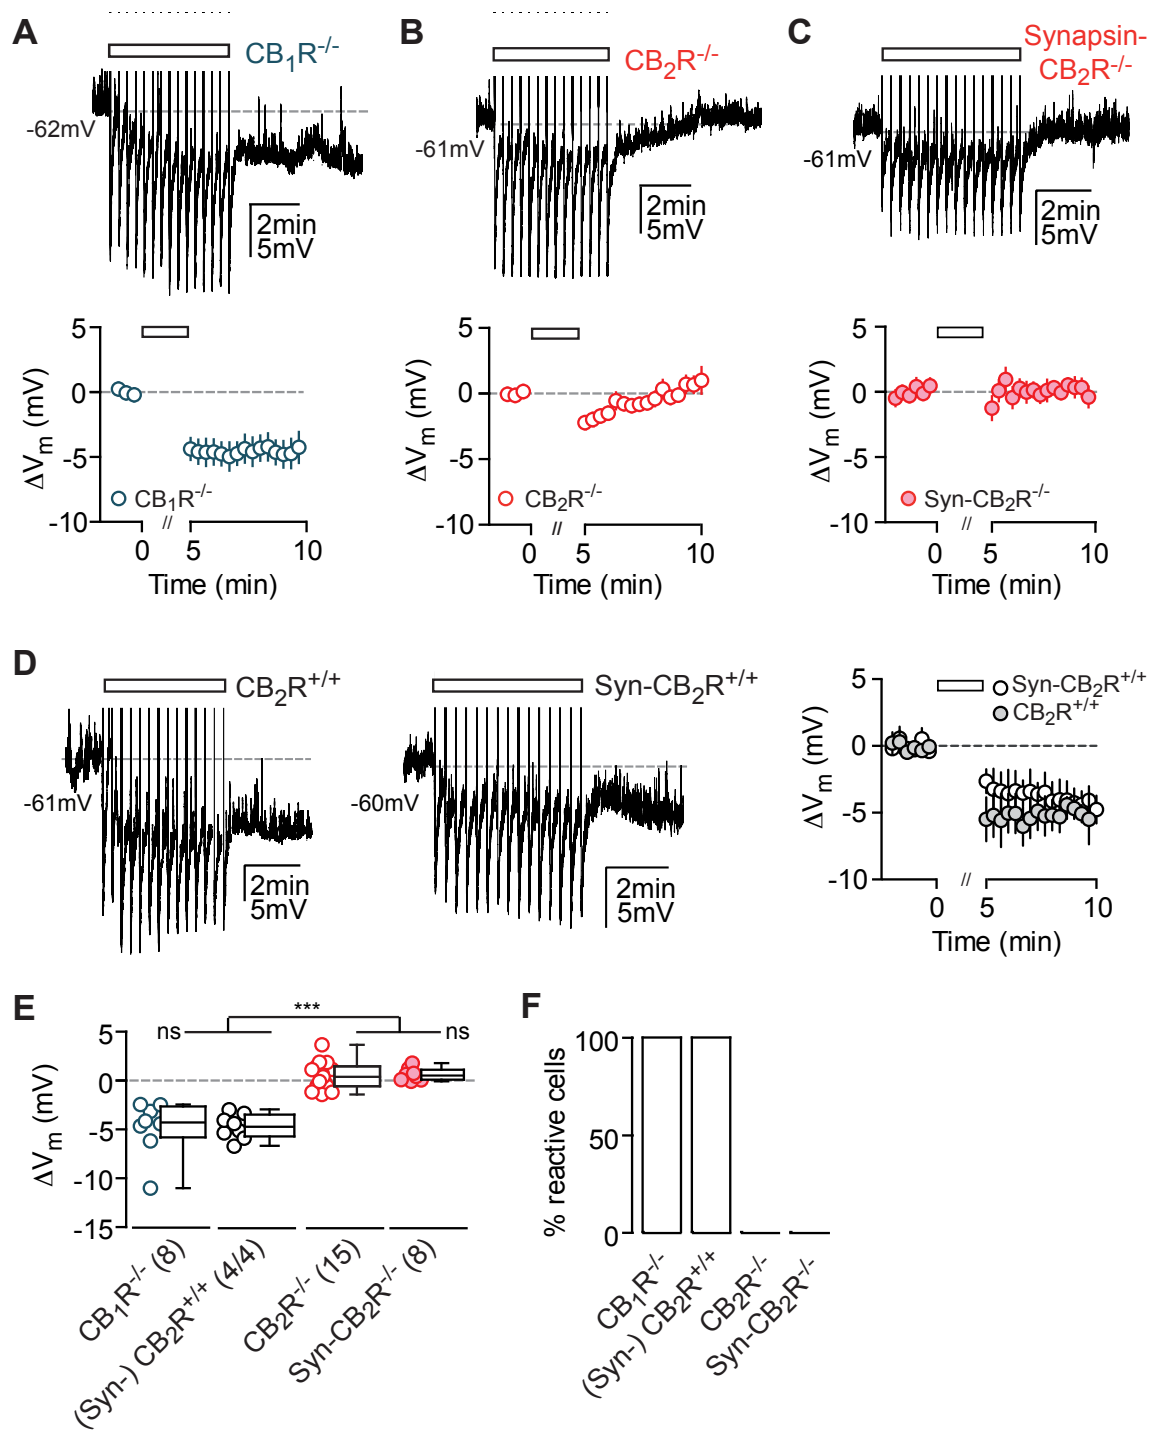 A
CB1R-/-
-62mV
2min
5mV
B
CB2R-/-
-61mV
2min
5mV
C
Synapsin-
CB2R-/-
-61mV
2min
5mV
5
0
-5
-10
ΔVm (mV)
CB1R-/-
0
//
5
10
Time (min)
5
0
-5
-10
ΔVm (mV)
CB2R-/-
0
//
5
10
Time (min)
5
0
-5
-10
ΔVm (mV)
Syn-CB2R-/-
0
//
5
10
Time (min)
D
CB2R+/+
-61mV
2min
5mV
Syn-CB2R+/+
-60mV
2min
5mV
5
0
-5
-10
ΔVm (mV)
Syn-CB2R+/+
CB2R+/+
0
//
5
10
Time (min)
E
ns
***
ns
5
0
-5
-10
-15
ΔVm (mV)
CB1R-/- (8)
(Syn-) CB2R+/+ (4/4)
CB2R-/- (15)
Syn-CB2R-/- (8)
F
100
50
0
% reactive cells
CB1R-/-
(Syn-) CB2R+/+
CB2R-/-
Syn-CB2R-/-